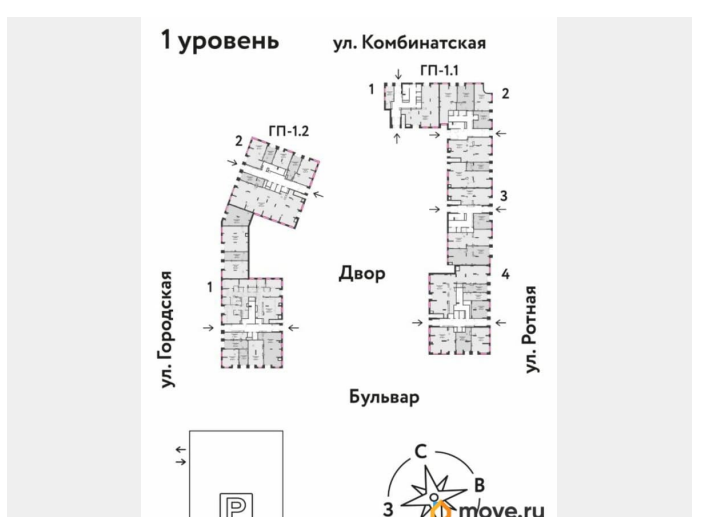 1 уровень
ул. Комбинатская
ГП-1.1
1
2
ГП-1.2
2
3
Двор
4
1
ул. Городская
ул. Ротная
Бульвар
С
В
З
P
move.ru